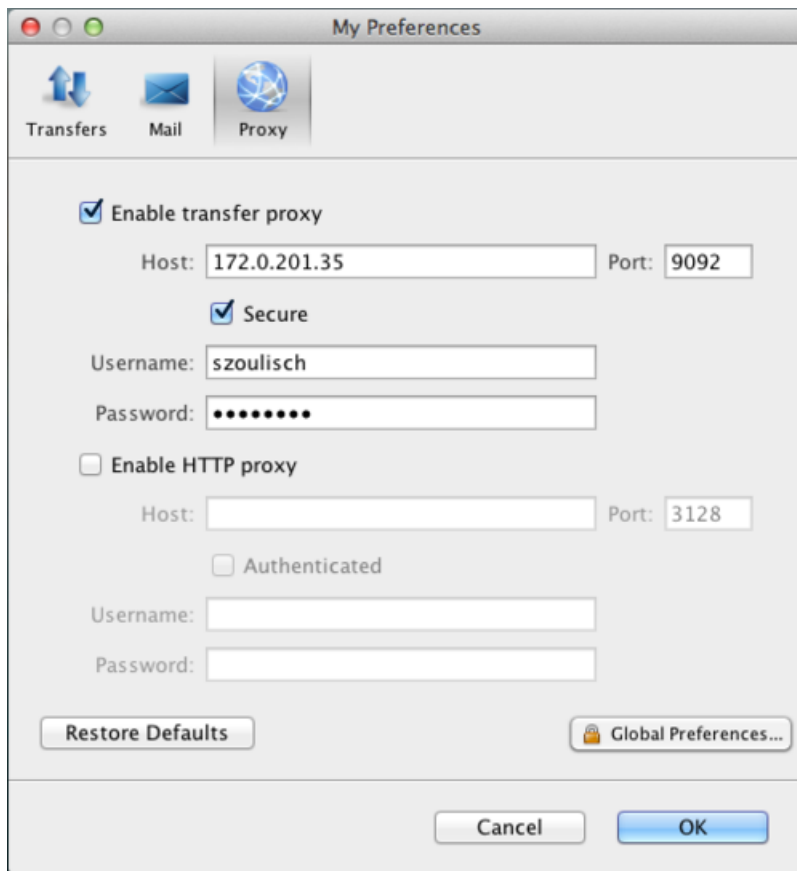 My Preferences
Transfers Mail Proxy
Enable transfer proxy
Host: 172.0.201.35 Port: 9092
Secure
Username: szoulisch
Password: ••••••••
Enable HTTP proxy
Host: Port: 3128
Authenticated
Username:
Password:
Restore Defaults Global Preferences...
Cancel OK